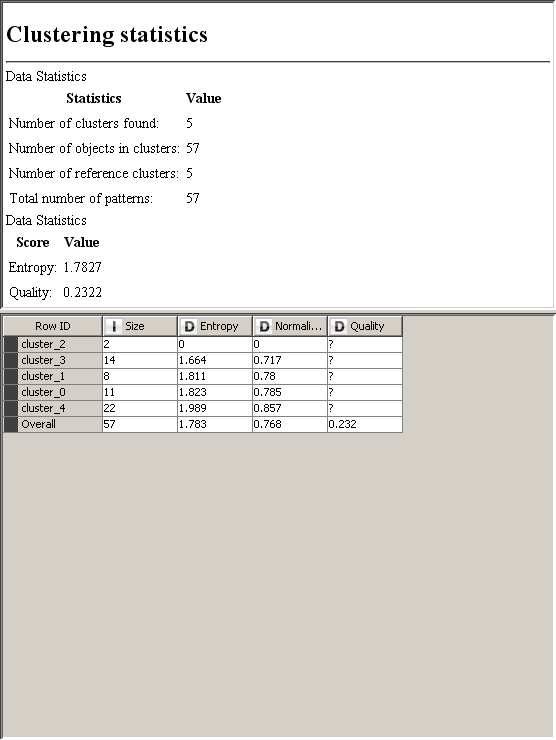 Clustering statistics
Data Statistics
Statistics Value
Number of clusters found: 5
Number of objects in clusters: 57
Number of reference clusters: 5
Total number of patterns: 57
Data Statistics
Score Value
Entropy: 1.7827
Quality: 0.2322
Row ID I Size D Entropy D Normali... D Quality
cluster_2 2 0 0 ?
cluster_3 14 1.664 0.717 ?
cluster_1 8 1.811 0.78 ?
cluster_0 11 1.823 0.785 ?
cluster_4 22 1.989 0.857 ?
Overall 57 1.783 0.768 0.232